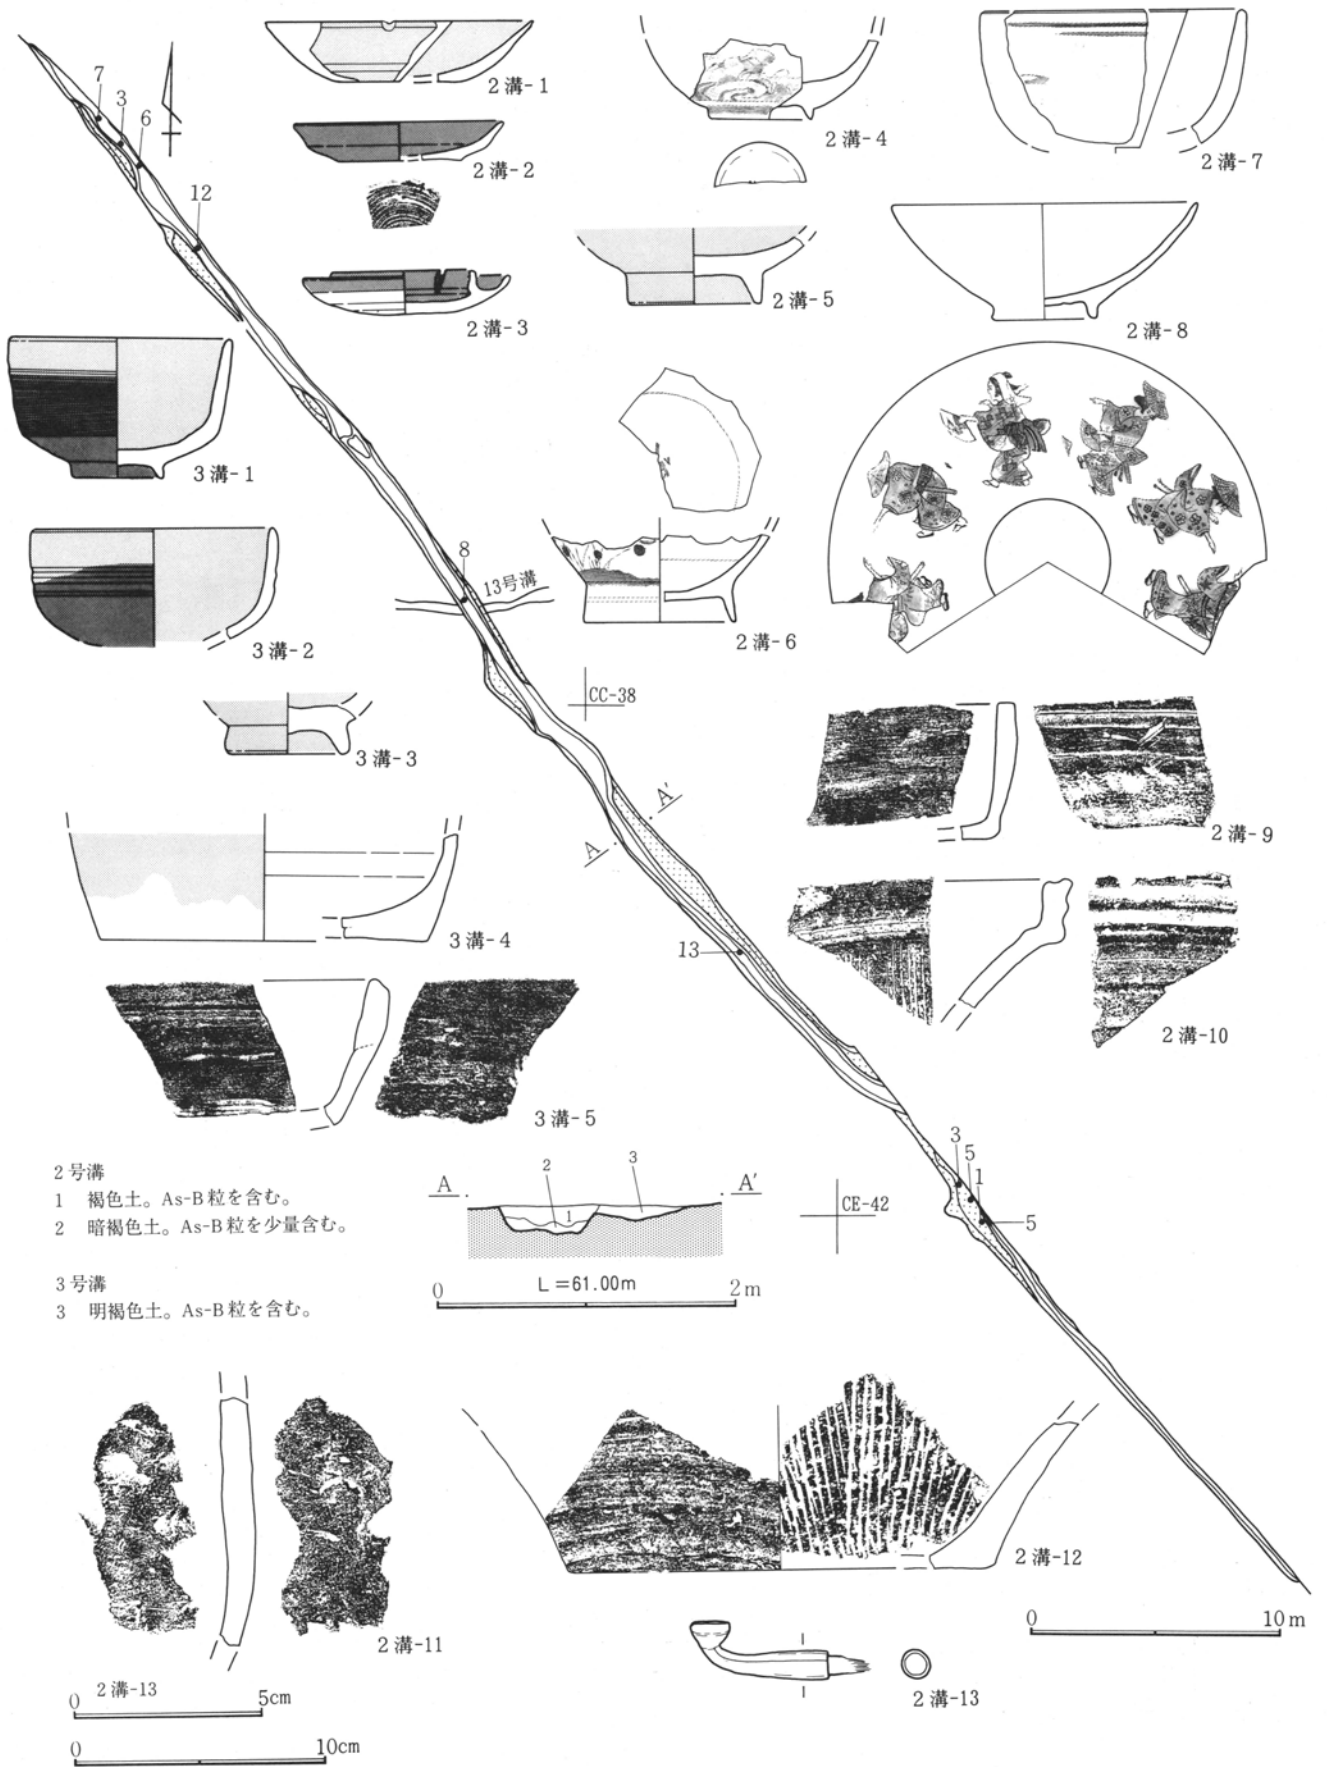 7
3
6
12
2溝-1
2溝-2
2溝-3
2溝-4
2溝-5
2溝-7
2溝-8
3溝-1
3溝-2
8
13号溝
2溝-6
CC-38
3溝-3
A'
A
2溝-9
3溝-4
13
2溝-10
3溝-5
3
5
1
5
2号溝
1 褐色土。As-B粒を含む。
2 暗褐色土。As-B粒を少量含む。
3号溝
3 明褐色土。As-B粒を含む。
A
2
3
1
A'
CE-42
L=61.00m
0
2m
2溝-11
2溝-12
0
10m
2溝-13
2溝-13
0
5cm
0
10cm